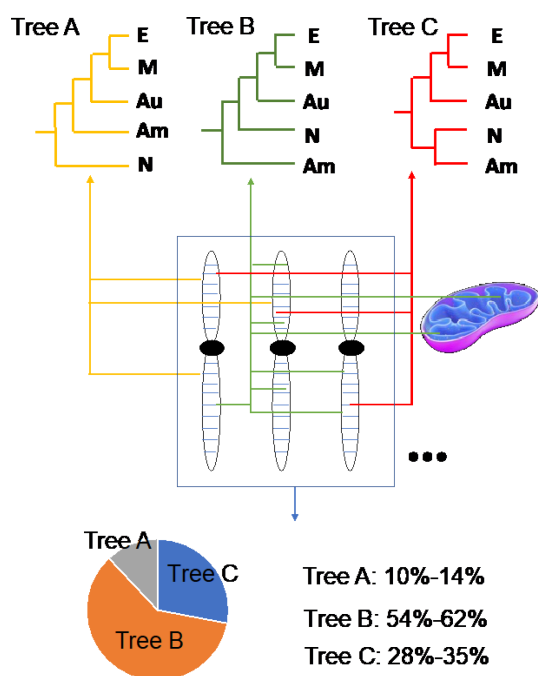 Tree A
E
M
Au
Am
N
Tree B
E
M
Au
N
Am
Tree C
E
M
Au
N
Am
Tree A
Tree C
Tree B
Tree A: 10%-14%
Tree B: 54%-62%
Tree C: 28%-35%